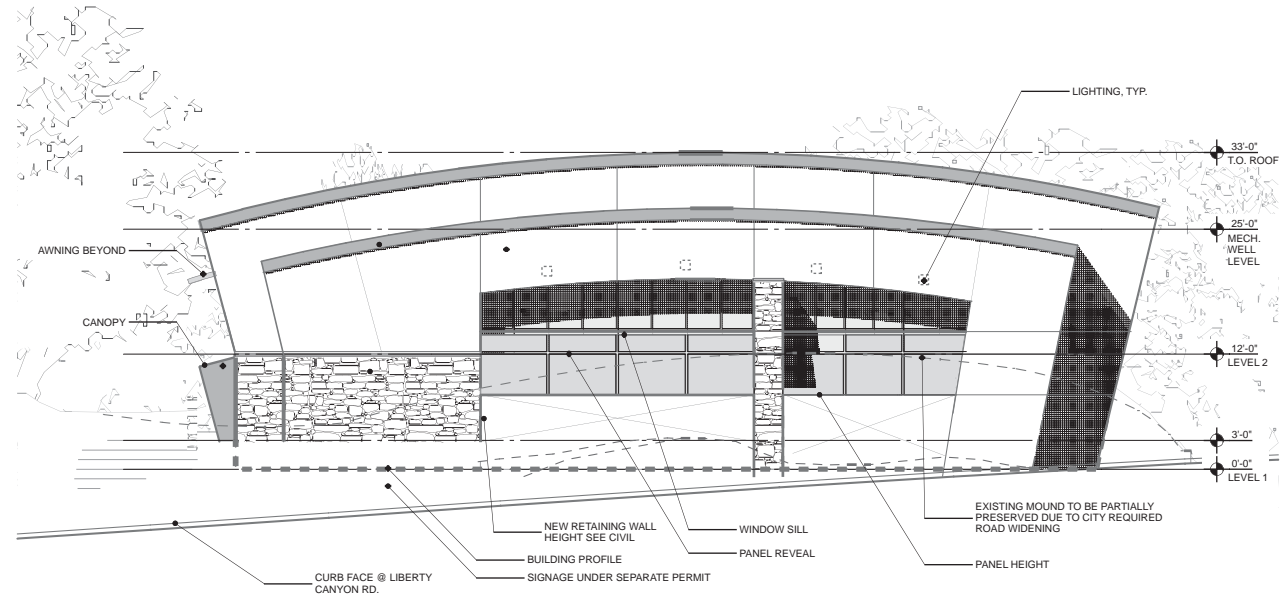 LIGHTING, TYP.
33'-0"
T.O. ROOF
25'-0"
MECH.
WELL
LEVEL
AWNING BEYOND
CANOPY
12'-0"
LEVEL 2
3'-0"
0'-0"
LEVEL 1
EXISTING MOUND TO BE PARTIALLY
PRESERVED DUE TO CITY REQUIRED
ROAD WIDENING
NEW RETAINING WALL
HEIGHT SEE CIVIL
WINDOW SILL
BUILDING PROFILE
PANEL REVEAL
PANEL HEIGHT
SIGNAGE UNDER SEPARATE PERMIT
CURB FACE @ LIBERTY
CANYON RD.